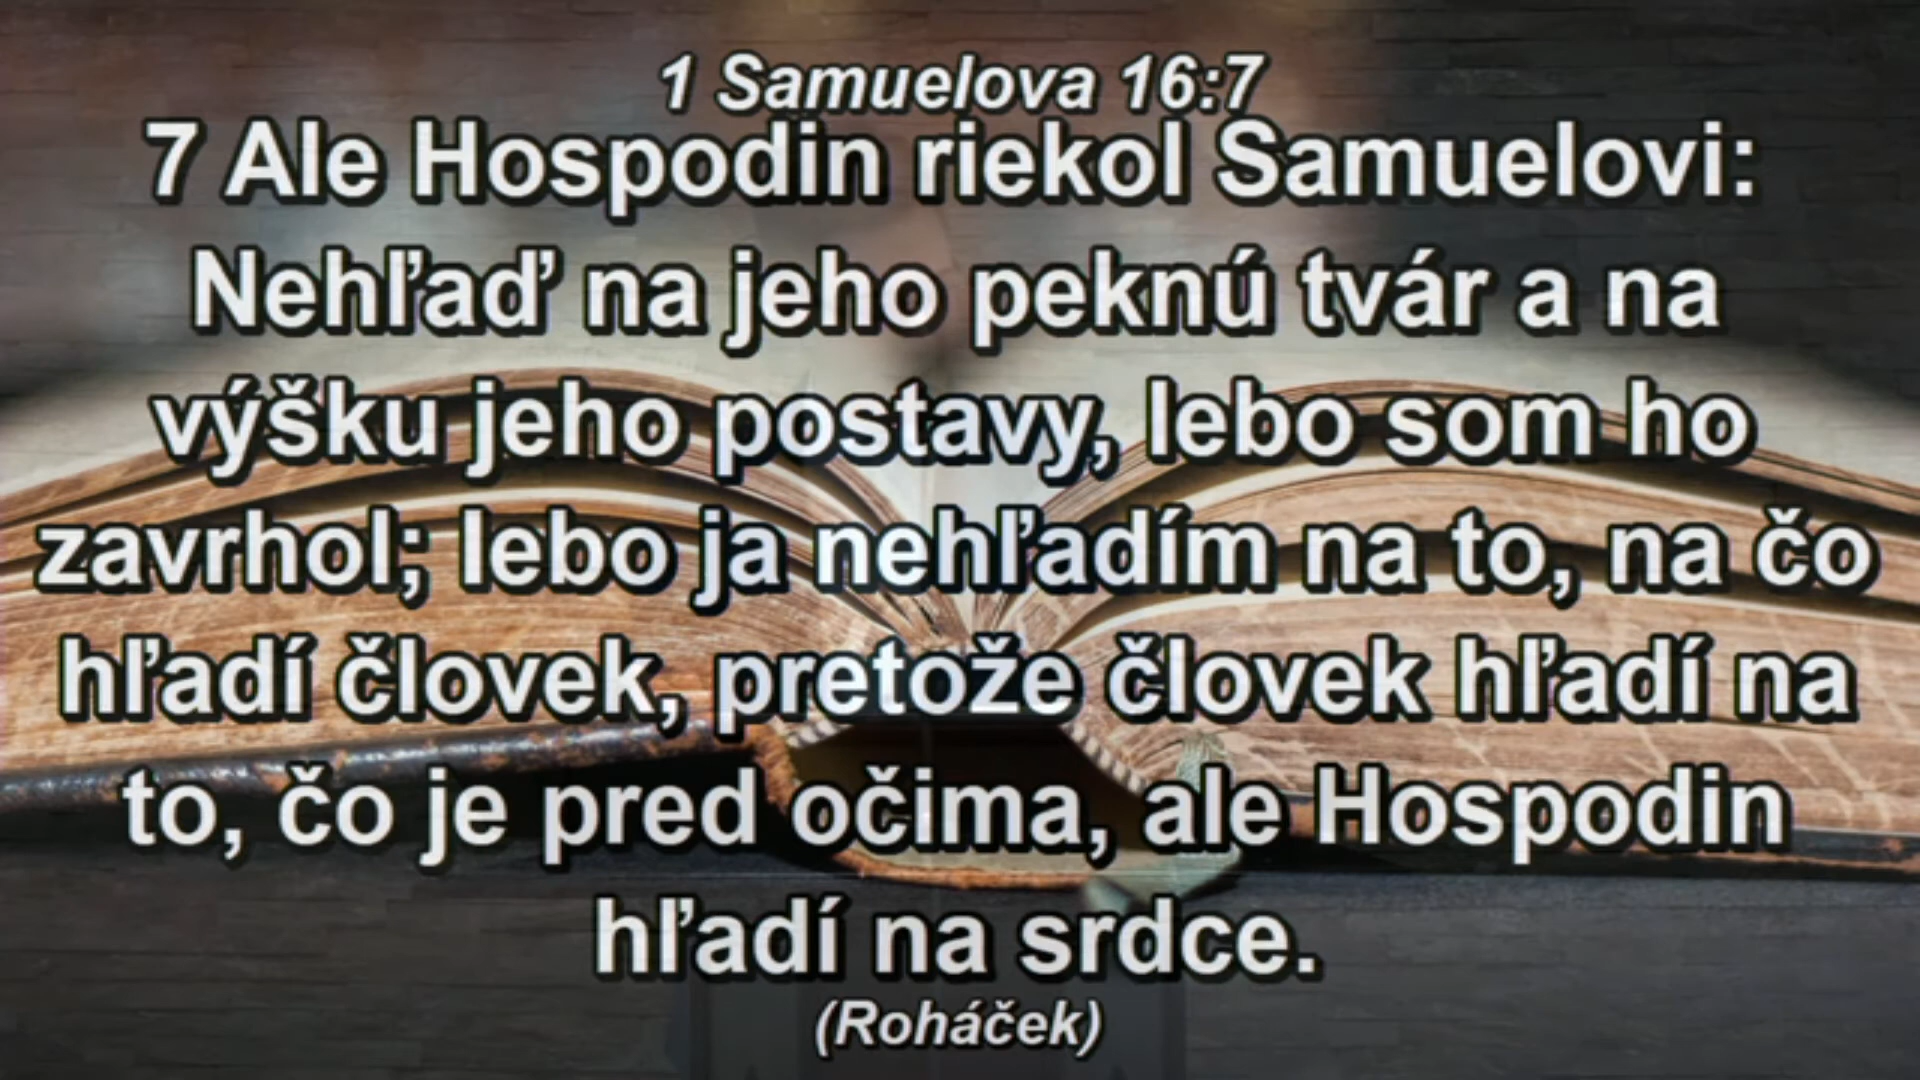 1 Samuelova 16:7
7 Ale Hospodin riekol Samuelovi:
Nehľaď na jeho peknú tvár a na
výšku jeho postavy, lebo som ho
zavrhol; lebo ja nehľadím na to, na čo
hľadí človek, pretože človek hľadí na
to, čo je pred očima, ale Hospodin
hľadí na srdce.
(Roháček)